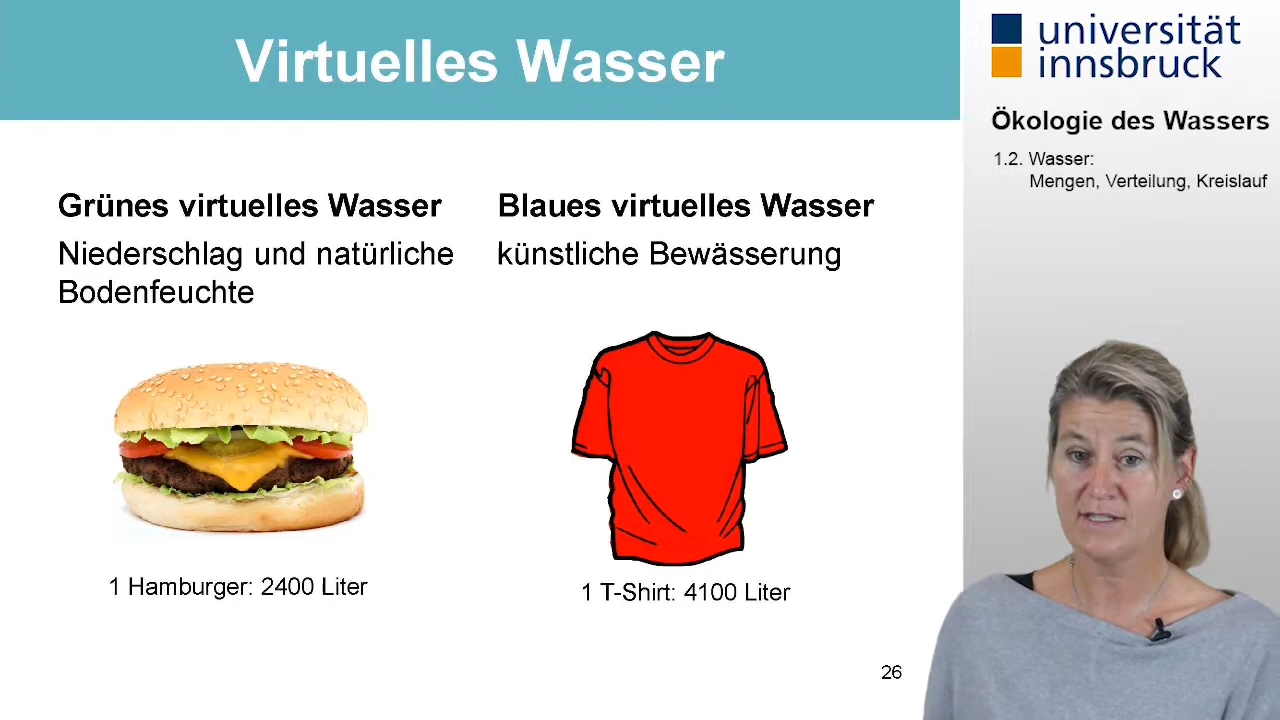 Virtuelles Wasser
Grünes virtuelles Wasser
Niederschlag und natürliche
Bodenfeuchte
1 Hamburger: 2400 Liter
Blaues virtuelles Wasser
künstliche Bewässerung
1 T-Shirt: 4100 Liter
26
universität
innsbruck
Ökologie des Wassers
1.2. Wasser:
Mengen, Verteilung, Kreislauf